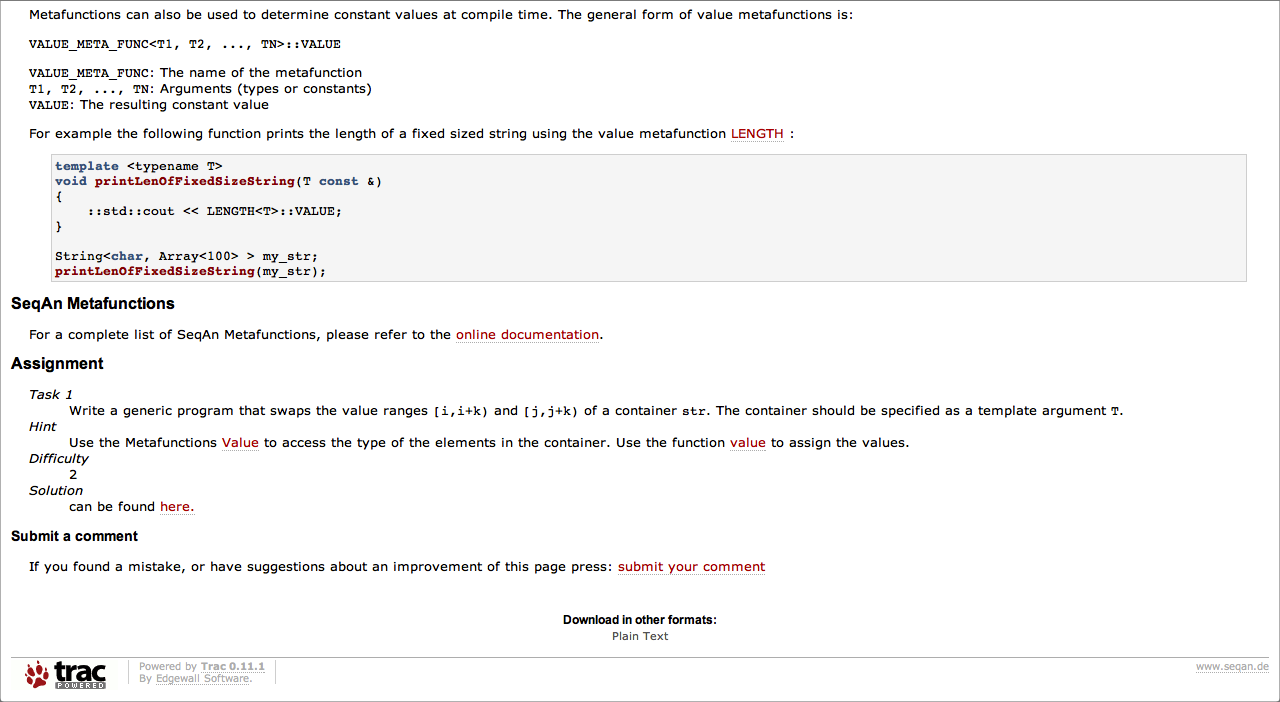 Metafunctions can also be used to determine constant values at compile time. The general form of value metafunctions is:
VALUE_META_FUNC<T1, T2, ..., TN>::VALUE
VALUE_META_FUNC: The name of the metafunction
T1, T2, ..., TN: Arguments (types or constants)
VALUE: The resulting constant value
For example the following function prints the length of a fixed sized string using the value metafunction LENGTH :
template <typename T>
void printLenOfFixedSizeString(T const &)
{
    ::std::cout << LENGTH<T>::VALUE;
}
String<char, Array<100> > my_str;
printLenOfFixedSizeString(my_str);
SeqAn Metafunctions
For a complete list of SeqAn Metafunctions, please refer to the online documentation.
Assignment
Task 1
Write a generic program that swaps the value ranges [i,i+k) and [j,j+k) of a container str. The container should be specified as a template argument T.
Hint
Use the Metafunctions Value to access the type of the elements in the container. Use the function value to assign the values.
Difficulty
2
Solution
can be found here.
Submit a comment
If you found a mistake, or have suggestions about an improvement of this page press: submit your comment
Download in other formats:
Plain Text
trac
POWERED
Powered by Trac 0.11.1
By Edgewall Software.
www.seqan.de